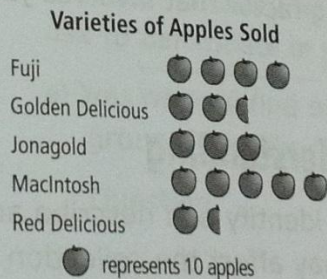 Varieties of Apples Sold
Fuji
Golden Delicious
Jonagold
MacIntosh
Red Delicious
represents 10 apples